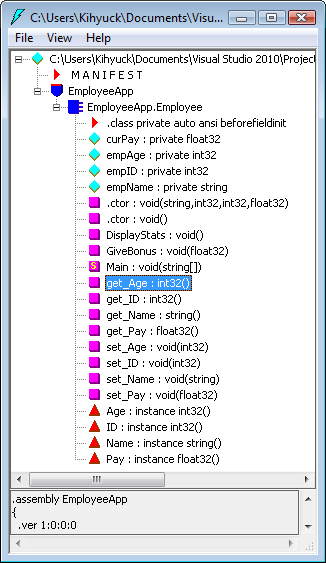 C:\Users\Kihyuck\Documents\Visu...
File View Help
C:\Users\Kihyuck\Documents\Visual Studio 2010\Project
M A N I F E S T
EmployeeApp
EmployeeApp.Employee
.class private auto ansi beforefieldinit
curPay : private float32
empAge : private int32
empID : private int32
empName : private string
.ctor : void(string,int32,int32,float32)
.ctor : void()
DisplayStats : void()
GiveBonus : void(float32)
S Main : void(string[])
get_Age : int32()
get_ID : int32()
get_Name : string()
get_Pay : float32()
set_Age : void(int32)
set_ID : void(int32)
set_Name : void(string)
set_Pay : void(float32)
Age : instance int32()
ID : instance int32()
Name : instance string()
Pay : instance float32()
.assembly EmployeeApp
{
.ver 1:0:0:0